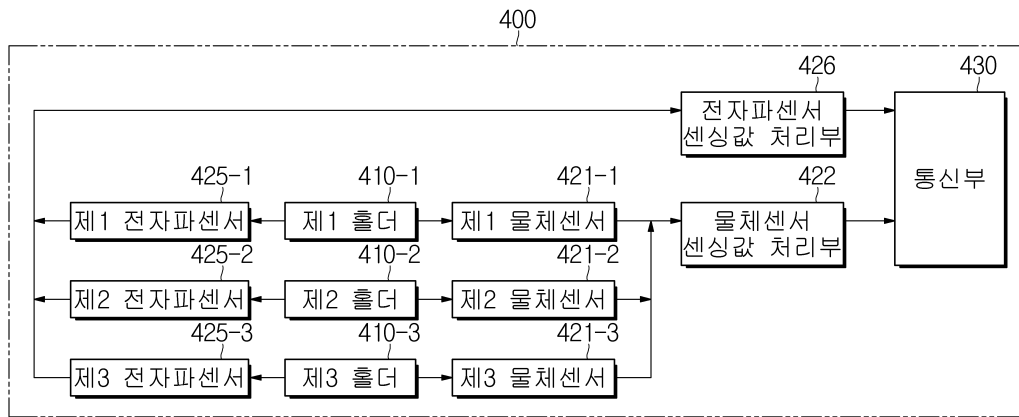 400
426
430
전자파센서
센싱값 처리부
통신부
425-1
410-1
421-1
422
제1 전자파센서
제1 홀더
제1 물체센서
물체센서
센싱값 처리부
425-2
410-2
421-2
제2 전자파센서
제2 홀더
제2 물체센서
425-3
410-3
421-3
제3 전자파센서
제3 홀더
제3 물체센서